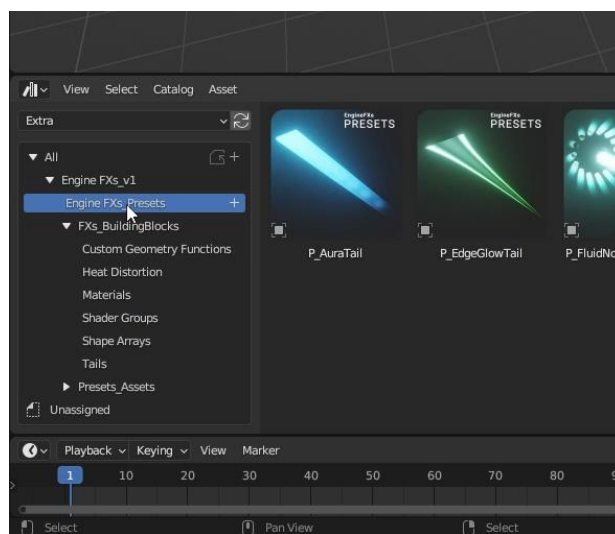 View Select Catalog Asset
Extra
All
Engine FXs_v1
Engine FXs_Presets
FXs_BuildingBlocks
Custom Geometry Functions
Heat Distortion
Materials
Shader Groups
Shape Arrays
Tails
Presets_Assets
Unassigned
EngineFXs
PRESETS
P_AuraTail
EngineFXs
PRESETS
P_EdgeGlowTail
P_FluidNo
Playback Keying View Marker
1 10 20 30 40 50 60 70 80 9
Select Pan View Select